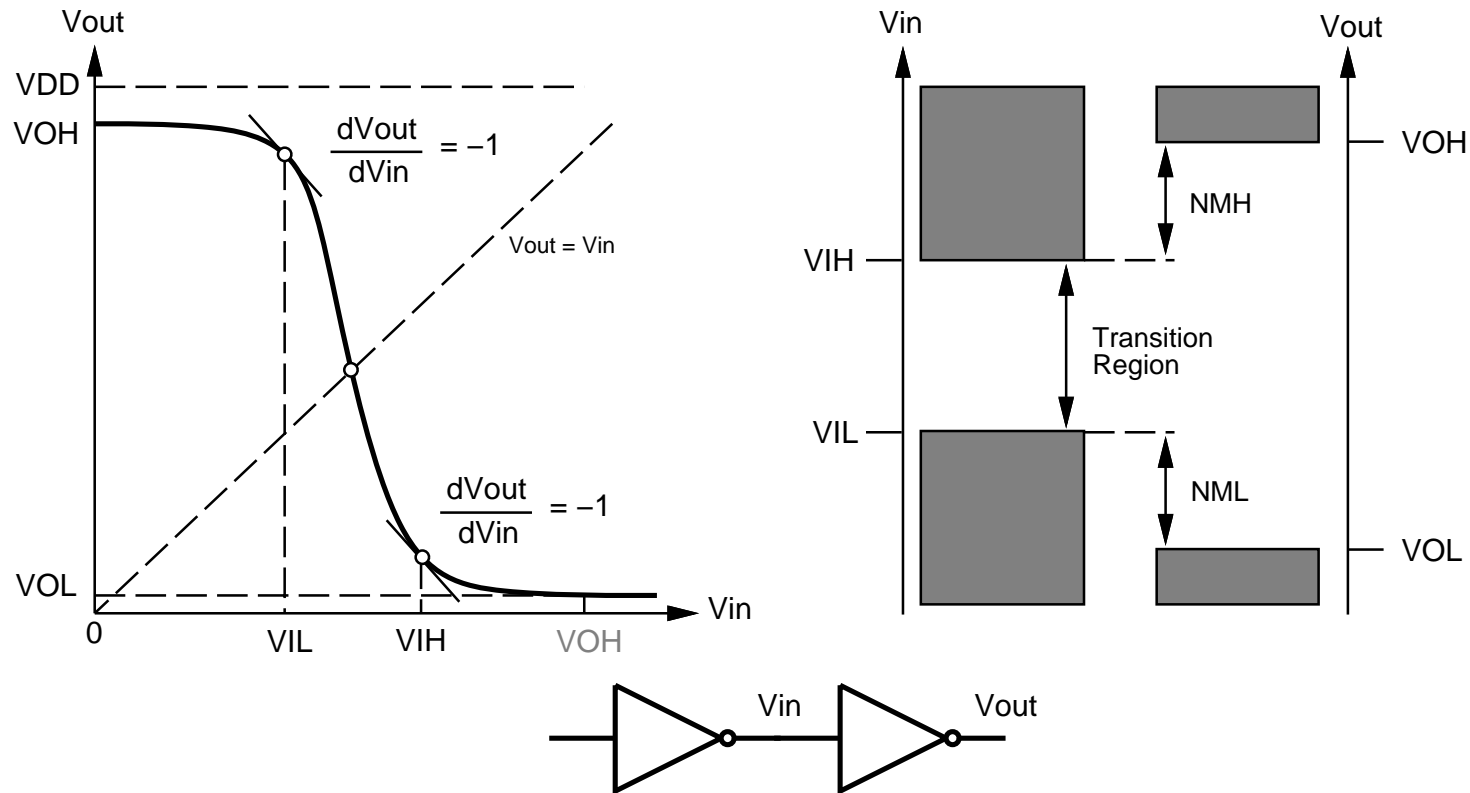 Vout
VDD
VOH
dVout
dVin
= −1
Vout = Vin
dVout
dVin
= −1
VOL
0
VIL
VIH
VOH
Vin
Vin
Vout
VOH
NMH
VIH
Transition
Region
VIL
NML
VOL
Vin
Vout